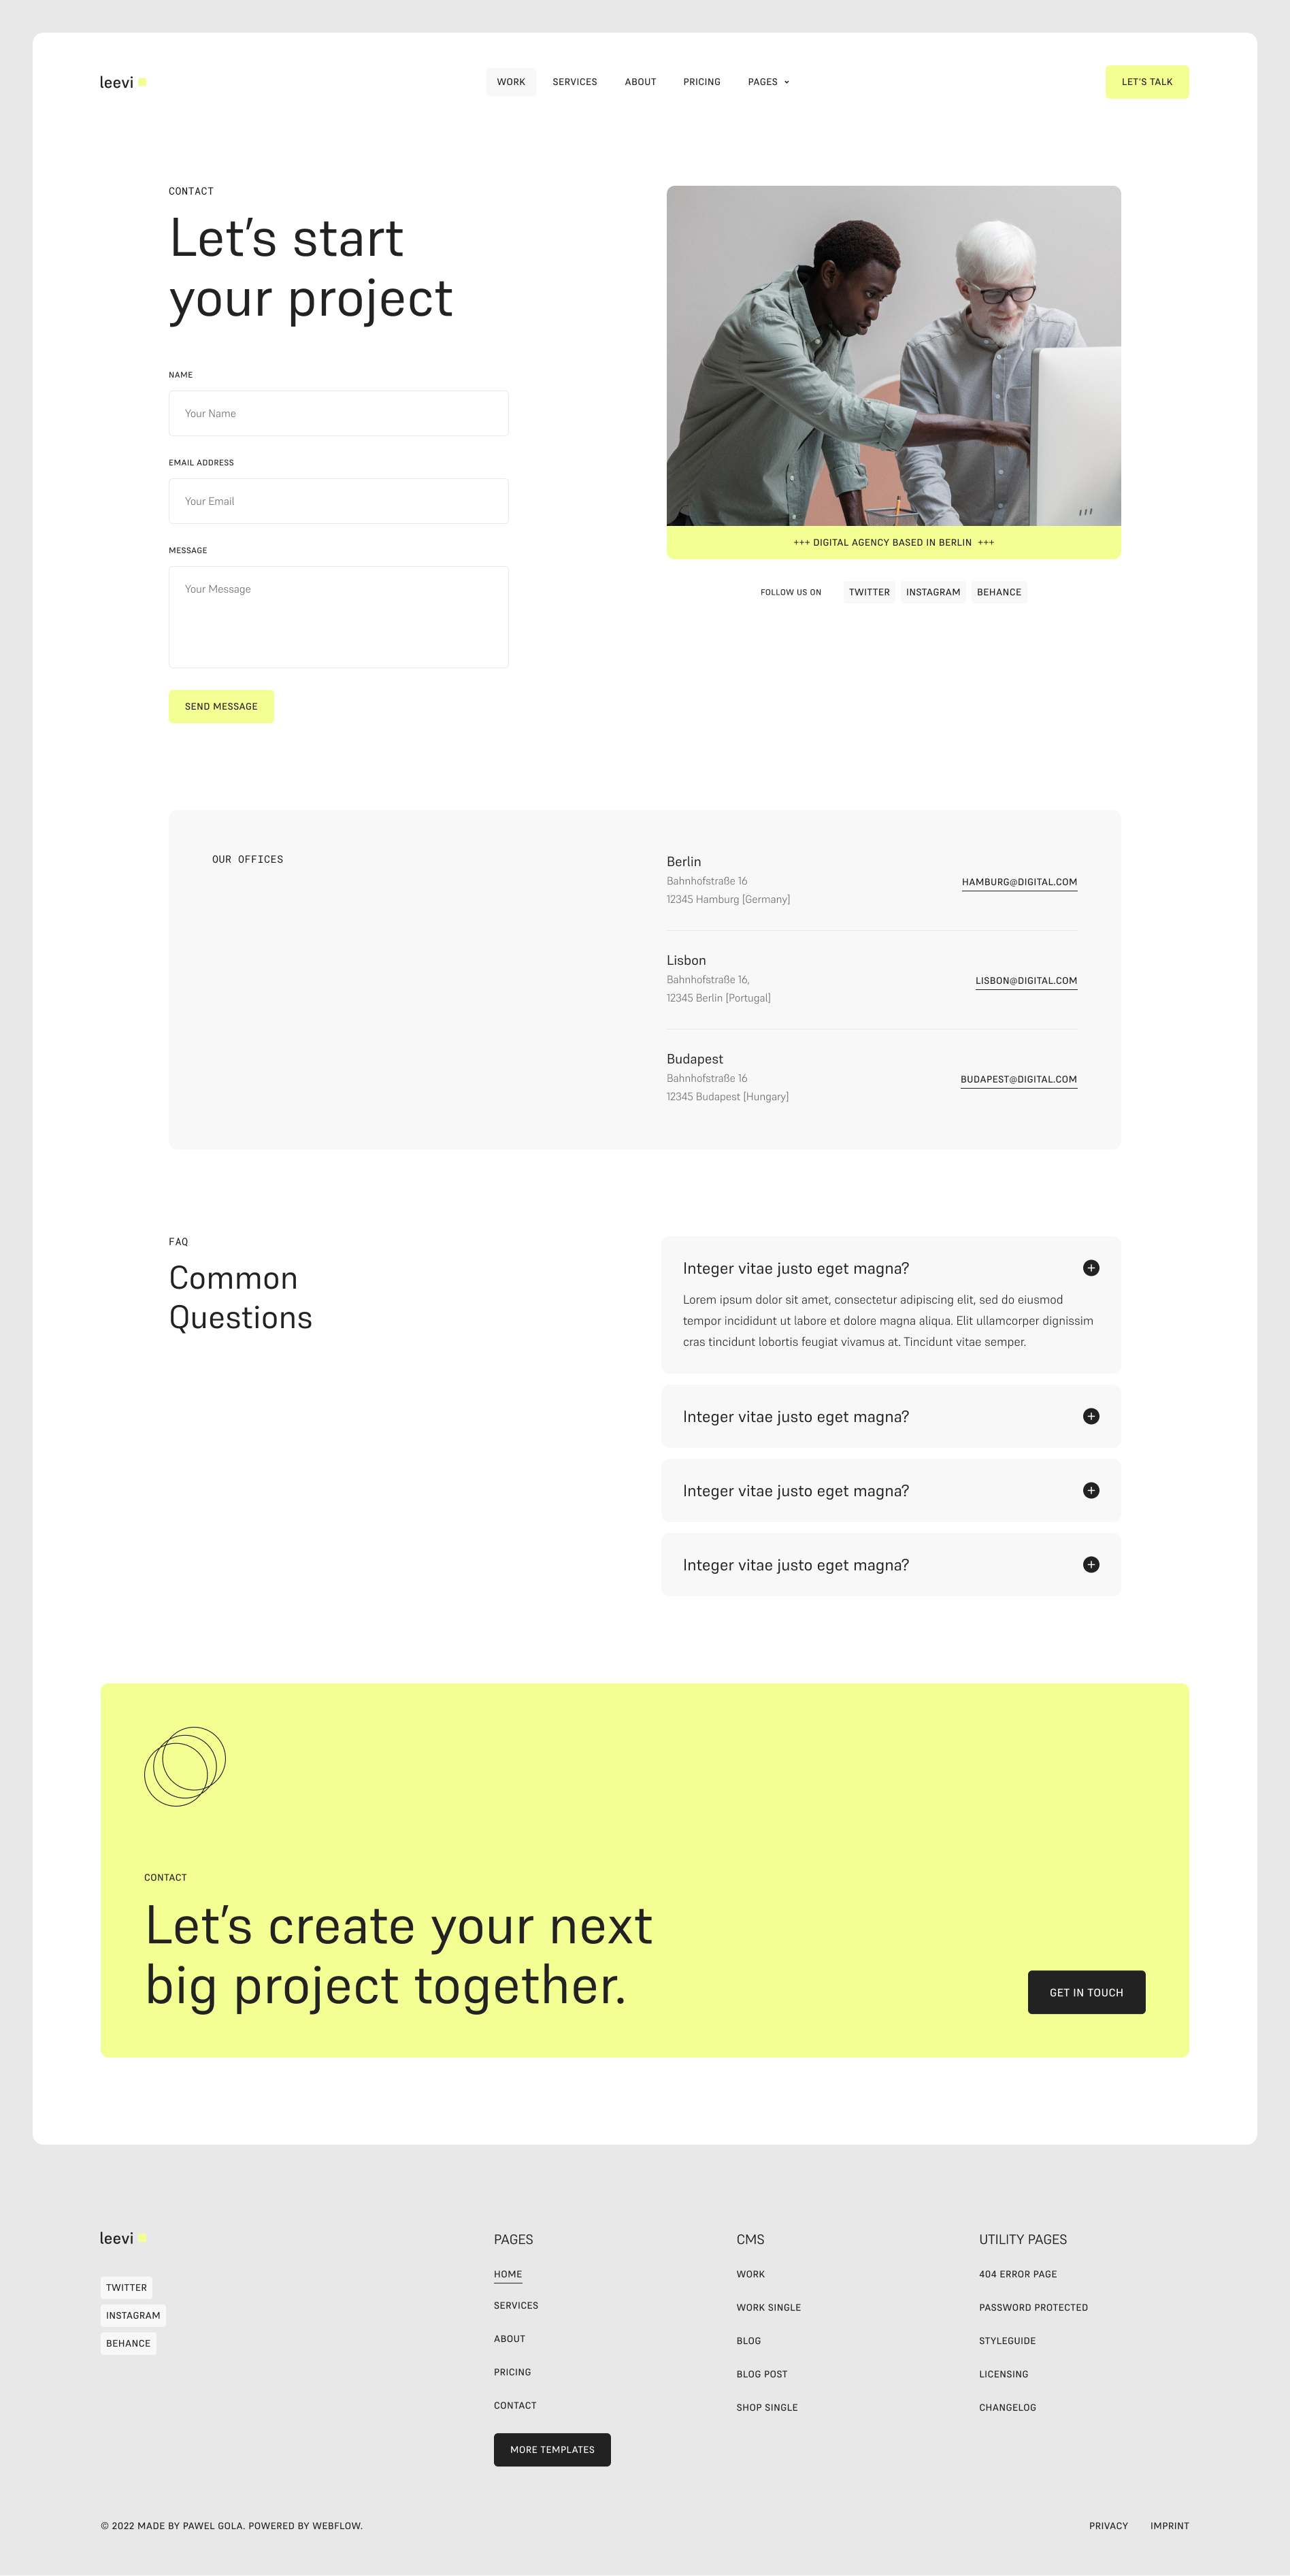 leevi
WORK SERVICES ABOUT PRICING PAGES
LET'S TALK
CONTACT
Let's start
your project
NAME
Your Name
EMAIL ADDRESS
Your Email
MESSAGE
Your Message
SEND MESSAGE
+++ DIGITAL AGENCY BASED IN BERLIN +++
FOLLOW US ON TWITTER INSTAGRAM BEHANCE
OUR OFFICES
Berlin
Bahnhofstraße 16
12345 Hamburg [Germany]
HAMBURG@DIGITAL.COM
Lisbon
Bahnhofstraße 16,
12345 Berlin [Portugal]
LISBON@DIGITAL.COM
Budapest
Bahnhofstraße 16
12345 Budapest [Hungary]
BUDAPEST@DIGITAL.COM
FAQ
Common
Questions
Integer vitae justo eget magna?
Lorem ipsum dolor sit amet, consectetur adipiscing elit, sed do eiusmod
tempor incididunt ut labore et dolore magna aliqua. Elit ullamcorper dignissim
cras tincidunt lobortis feugiat vivamus at. Tincidunt vitae semper.
Integer vitae justo eget magna?
Integer vitae justo eget magna?
Integer vitae justo eget magna?
CONTACT
Let's create your next
big project together.
GET IN TOUCH
leevi
TWITTER
INSTAGRAM
BEHANCE
PAGES
HOME
SERVICES
ABOUT
PRICING
CONTACT
MORE TEMPLATES
CMS
WORK
WORK SINGLE
BLOG
BLOG POST
SHOP SINGLE
UTILITY PAGES
404 ERROR PAGE
PASSWORD PROTECTED
STYLEGUIDE
LICENSING
CHANGELOG
© 2022 MADE BY PAWEL GOLA. POWERED BY WEBFLOW.
PRIVACY IMPRINT